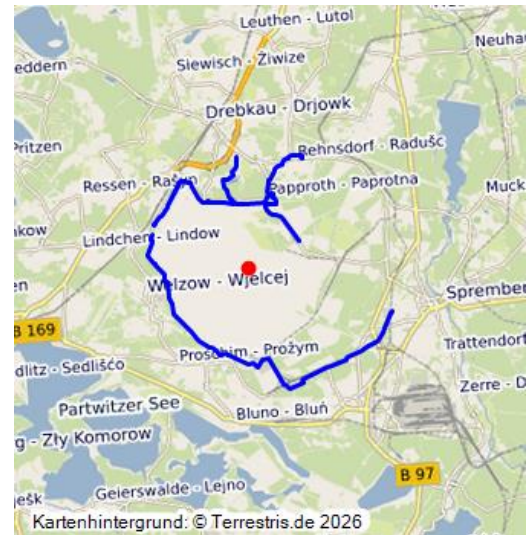 Leuthen - Lutol
Neuhau
eddern
Siewisch - Źiwize
Drebkau - Drjowk
Pritzen
Rehnsdorf - Radušc
Ressen - Rašyn
Papproth - Paprotna
Muck
kow
Lindchen - Lindow
en
Welzow - Wjelcej
Sprember
B 169
Proschim - Prožym
Trattendorf
dlitz - Sedlišćo
Zerre - D
Partwitzer See
Bluno - Bluń
g - Zły Komorow
B 97
ješk
Geierswalde - Lejno
Kartenhintergrund: © Terrestris.de 2026